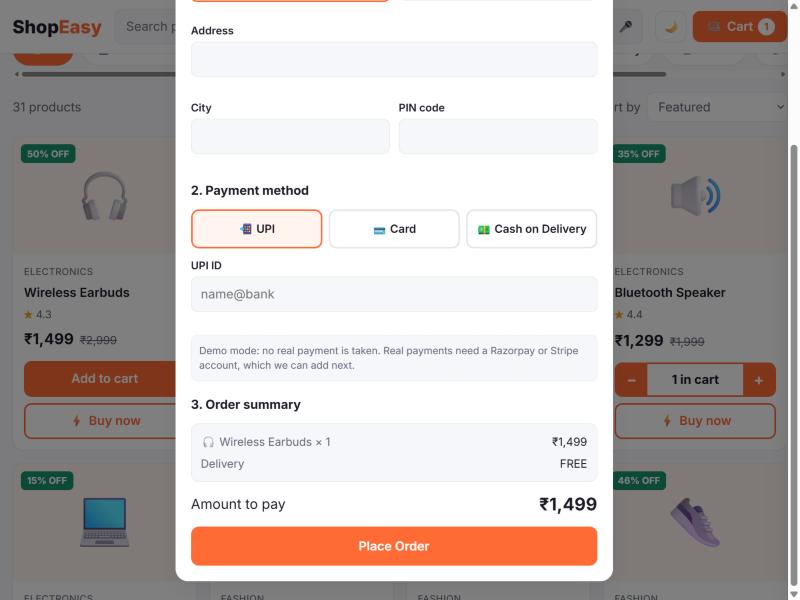 ShopEasy
Search p
Cart 1
31 products
rt by
Featured
Address
City
PIN code
2. Payment method
UPI
Card
Cash on Delivery
UPI ID
name@bank
Demo mode: no real payment is taken. Real payments need a Razorpay or Stripe
account, which we can add next.
3. Order summary
Wireless Earbuds × 1
₹1,499
Delivery
FREE
Amount to pay
₹1,499
Place Order
50% OFF
ELECTRONICS
Wireless Earbuds
★ 4.3
₹1,499 ₹2,999
Add to cart
Buy now
35% OFF
ELECTRONICS
Bluetooth Speaker
★ 4.4
₹1,299 ₹1,999
− 1 in cart +
Buy now
15% OFF
46% OFF
ELECTRONICS
FASHION
FASHION
FASHION